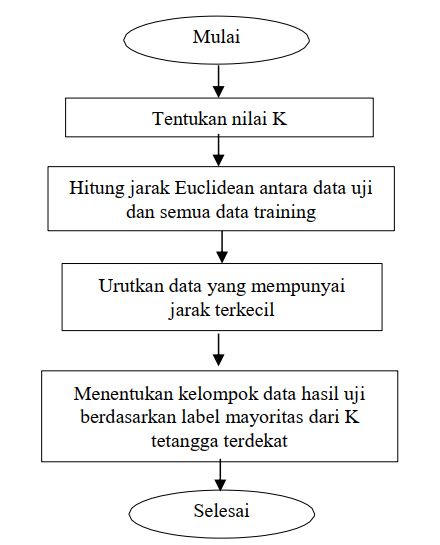 Mulai
Tentukan nilai K
Hitung jarak Euclidean antara data uji
dan semua data training
Urutkan data yang mempunyai
jarak terkecil
Menentukan kelompok data hasil uji
berdasarkan label mayoritas dari K
tetangga terdekat
Selesai